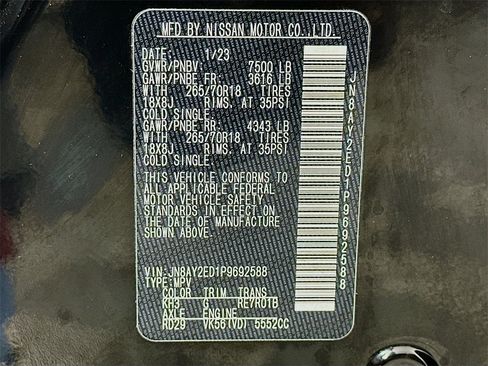 MFD BY NISSAN MOTOR CO.,LTD.
DATE: 1/23
GVWR/PNBV: 7500 LB
GAWR/PNBE FR: 3616 LB
WITH 265/70R18 TIRES
18X8J RIMS, AT 35PSI
COLD SINGLE.
GAWR/PNBE RR: 4343 LB
WITH 265/70R18 TIRES
18X8J RIMS, AT 35PSI
COLD SINGLE.
THIS VEHICLE CONFORMS TO
ALL APPLICABLE FEDERAL
MOTOR VEHICLE SAFETY
STANDARDS IN EFFECT ON
THE DATE OF MANUFACTURE
SHOWN ABOVE.
VIN: JN8AY2ED1P9692588
TYPE: MPV
COLOR TRIM TRANS
KH3 G RE7R01B
AXLE ENGINE
RD29 VK56(VD) 5552CC
JN8AY2ED1P9692588